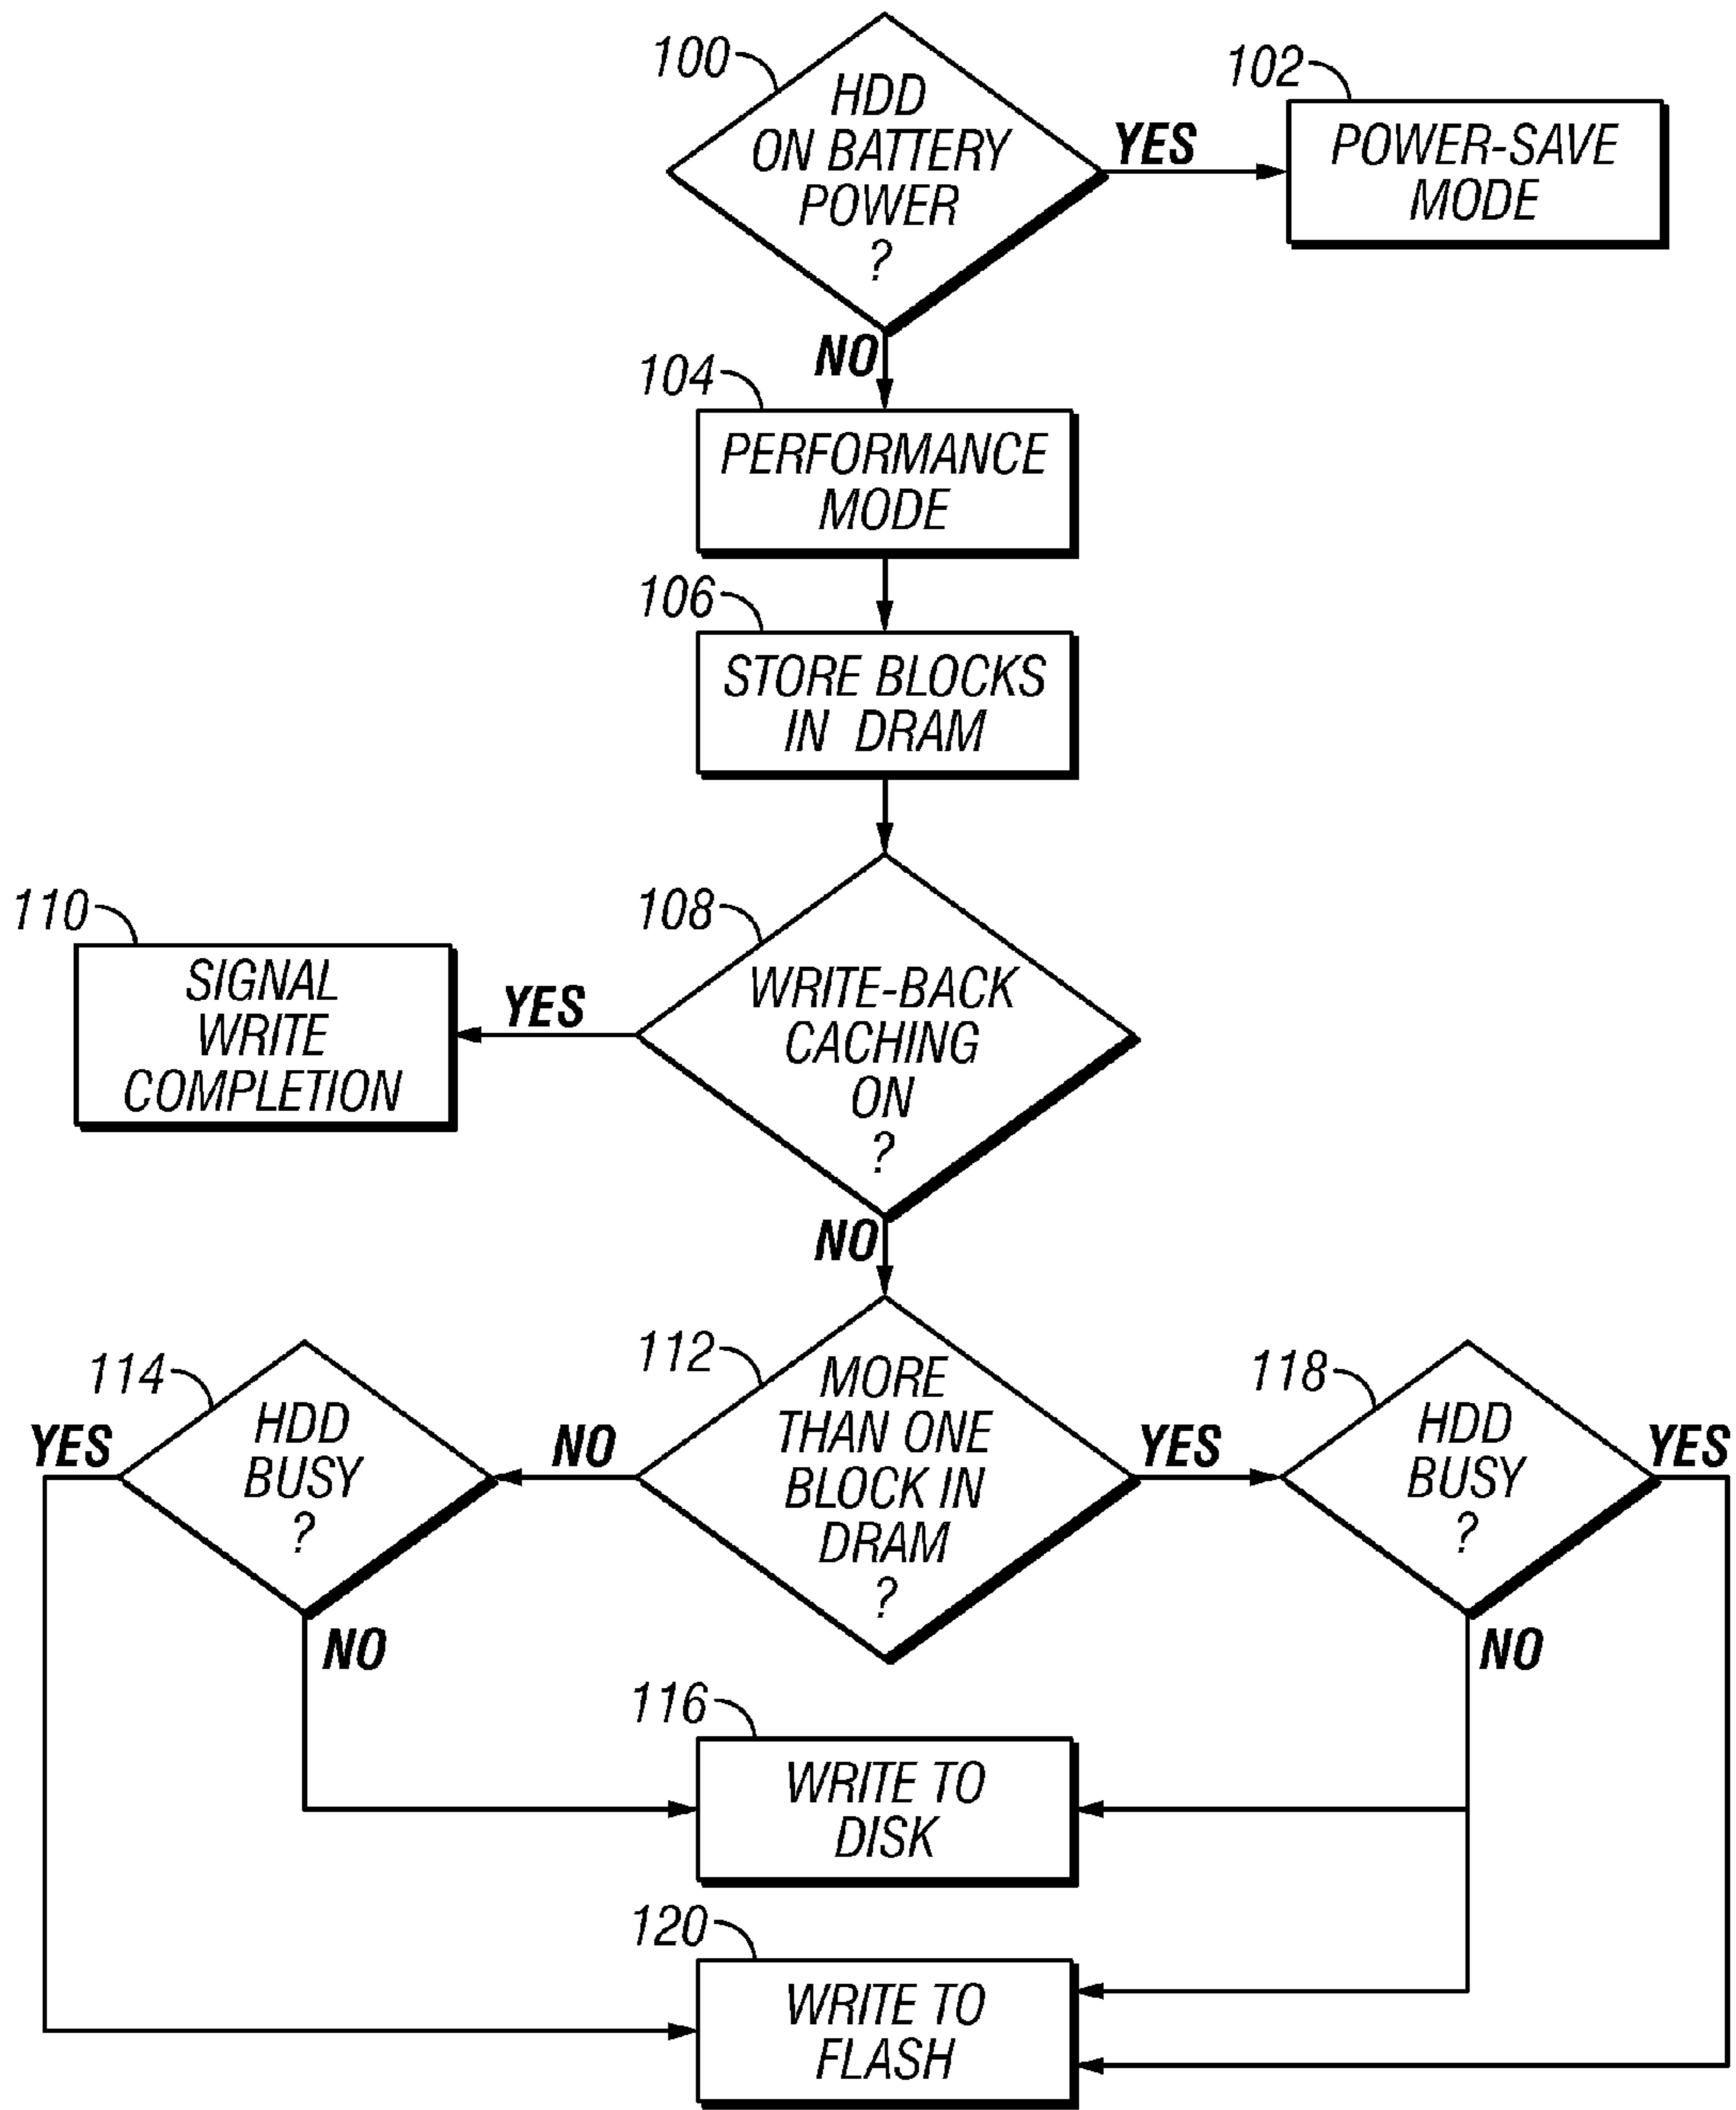 100
HDD
ON BATTERY
POWER
?
YES
102
POWER-SAVE
MODE
NO
104
PERFORMANCE
MODE
106
STORE BLOCKS
IN DRAM
108
WRITE-BACK
CACHING
ON
?
YES
110
SIGNAL
WRITE
COMPLETION
NO
112
MORE
THAN ONE
BLOCK IN
DRAM
?
NO
114
HDD
BUSY
?
YES
NO
YES
118
HDD
BUSY
?
YES
NO
116
WRITE TO
DISK
120
WRITE TO
FLASH